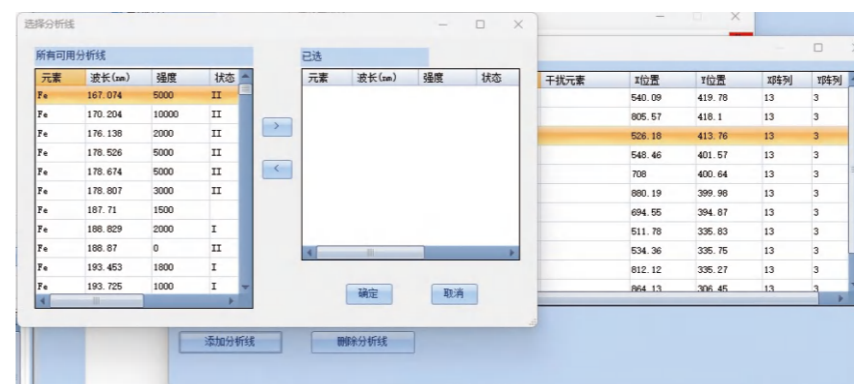 选择分析线
所有可用分析线
元素 波长(nm) 强度 状态
Fe 167.074 5000 II
Fe 170.204 10000 II
Fe 176.138 2000 II
Fe 178.526 5000 II
Fe 178.674 5000 II
Fe 178.807 3000 II
Fe 187.71 1500
Fe 188.829 2000 I
Fe 188.87 0 II
Fe 193.453 1800 I
Fe 193.725 1000 I
>
<
已选
元素 波长(nm) 强度 状态
确定 取消
干扰元素 X位置 Y位置 X阵列 Y阵列
540.09 419.78 13 3
805.57 418.1 13 3
526.18 413.76 13 3
548.46 401.57 13 3
708 400.64 13 3
880.19 399.98 13 3
694.55 394.87 13 3
511.78 335.83 13 3
534.36 335.75 13 3
812.12 335.27 13 3
864.13 306.45 13 3
添加分析线 删除分析线